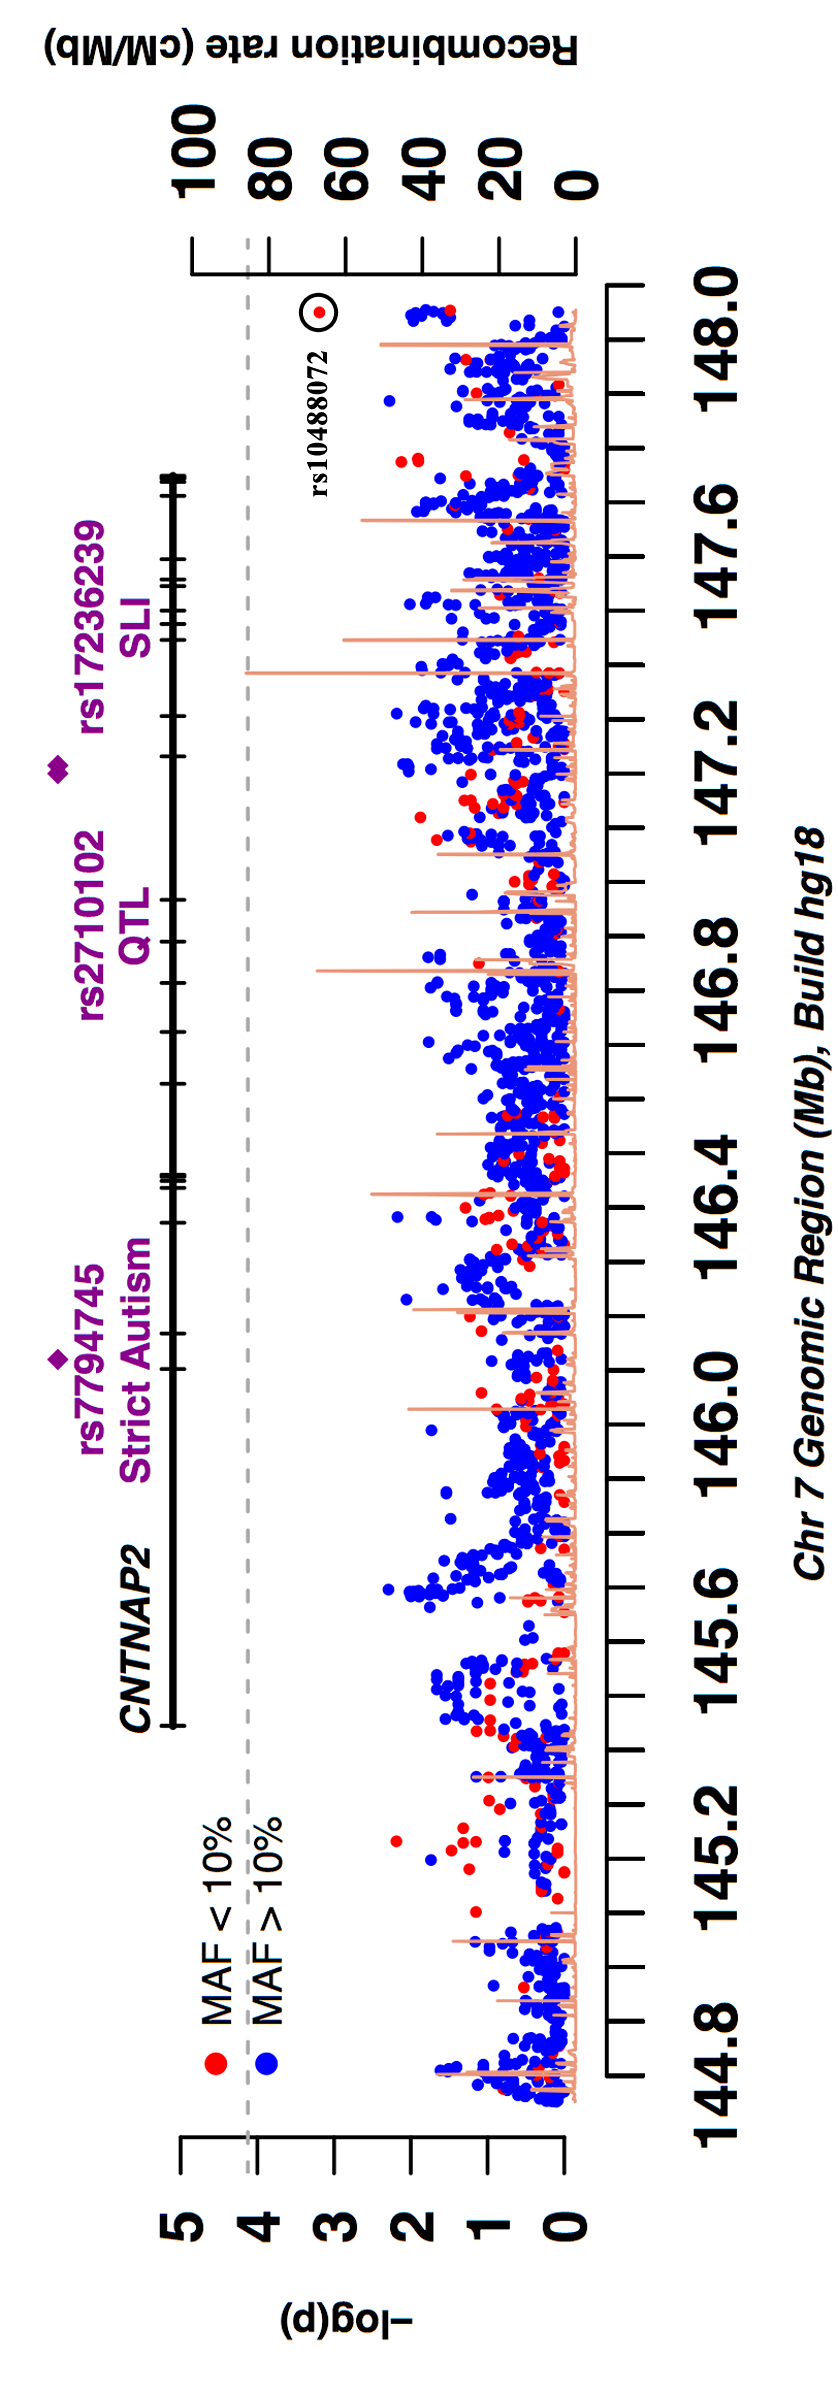 rs7794745
Strict Autism
rs2710102
QTL
rs17236239
SLI
CNTNAP2
MAF < 10%
MAF > 10%
rs10488072
−log(p)
5
4
3
2
1
0
Recombination rate (cM/Mb)
100
80
60
40
20
0
144.8 145.2 145.6 146.0 146.4 146.8 147.2 147.6 148.0
Chr 7 Genomic Region (Mb), Build hg18